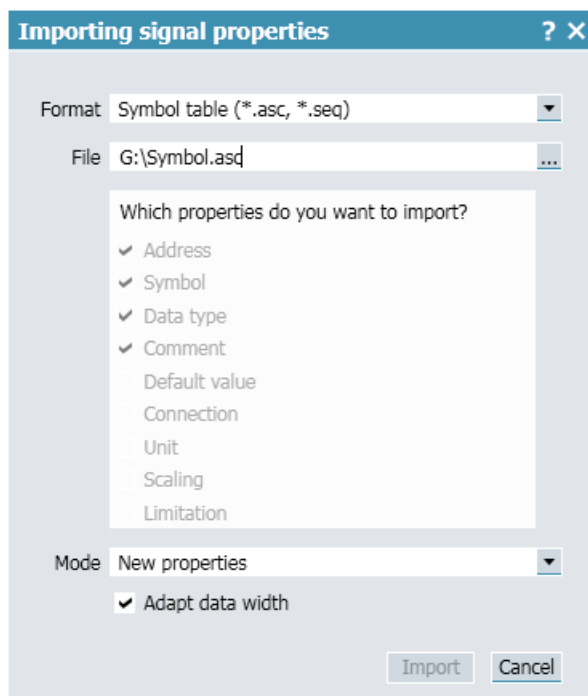 Importing signal properties ? ×
Format Symbol table (*.asc, *.seq)
File G:\Symbol.asc ...
Which properties do you want to import?
Address
Symbol
Data type
Comment
Default value
Connection
Unit
Scaling
Limitation
Mode New properties
Adapt data width
Import Cancel